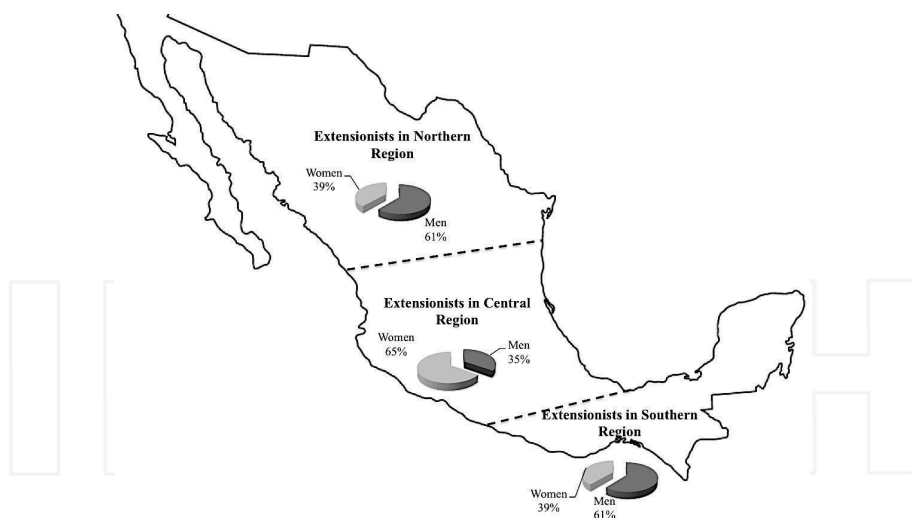 Extensionists in Northern
Region
Women
39%
Men
61%
Extensionists in Central
Region
Women
65%
Men
35%
Extensionists in Southern
Region
Women
39%
Men
61%